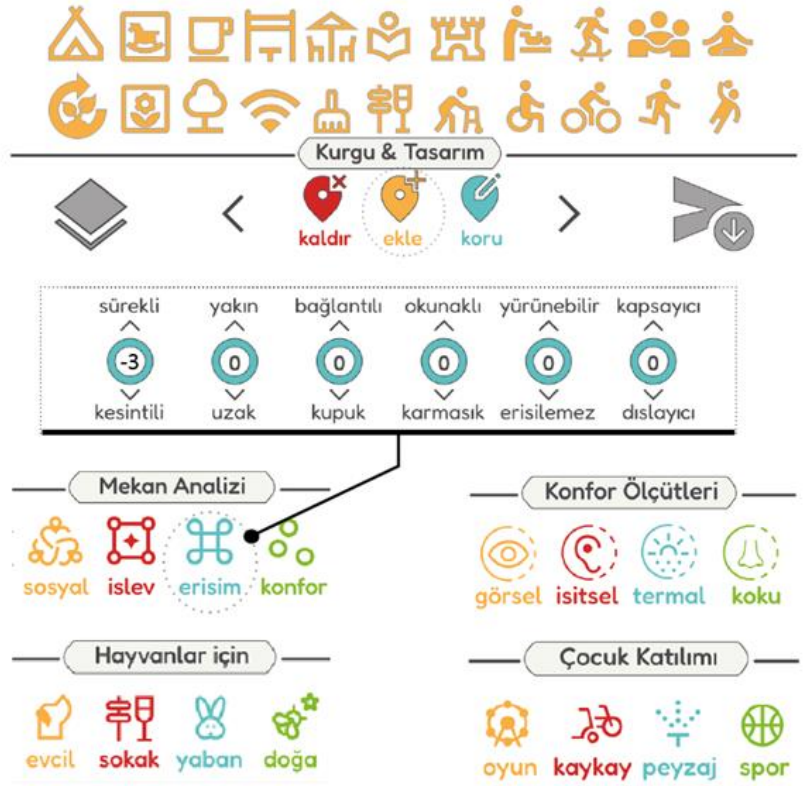 Kurgu & Tasarım
kaldır ekle koru
sürekli yakın bağlantılı okunaklı yürünebilir kapsayıcı
-3 0 0 0 0 0
kesintili uzak kupuk karmasık erisilemez dıslayıcı
Mekan Analizi
sosyal islev erisim konfor
Konfor Ölçütleri
görsel isitsel termal koku
Hayvanlar için
evcil sokak yaban doğa
Çocuk Katılımı
oyun kaykay peyzaj spor